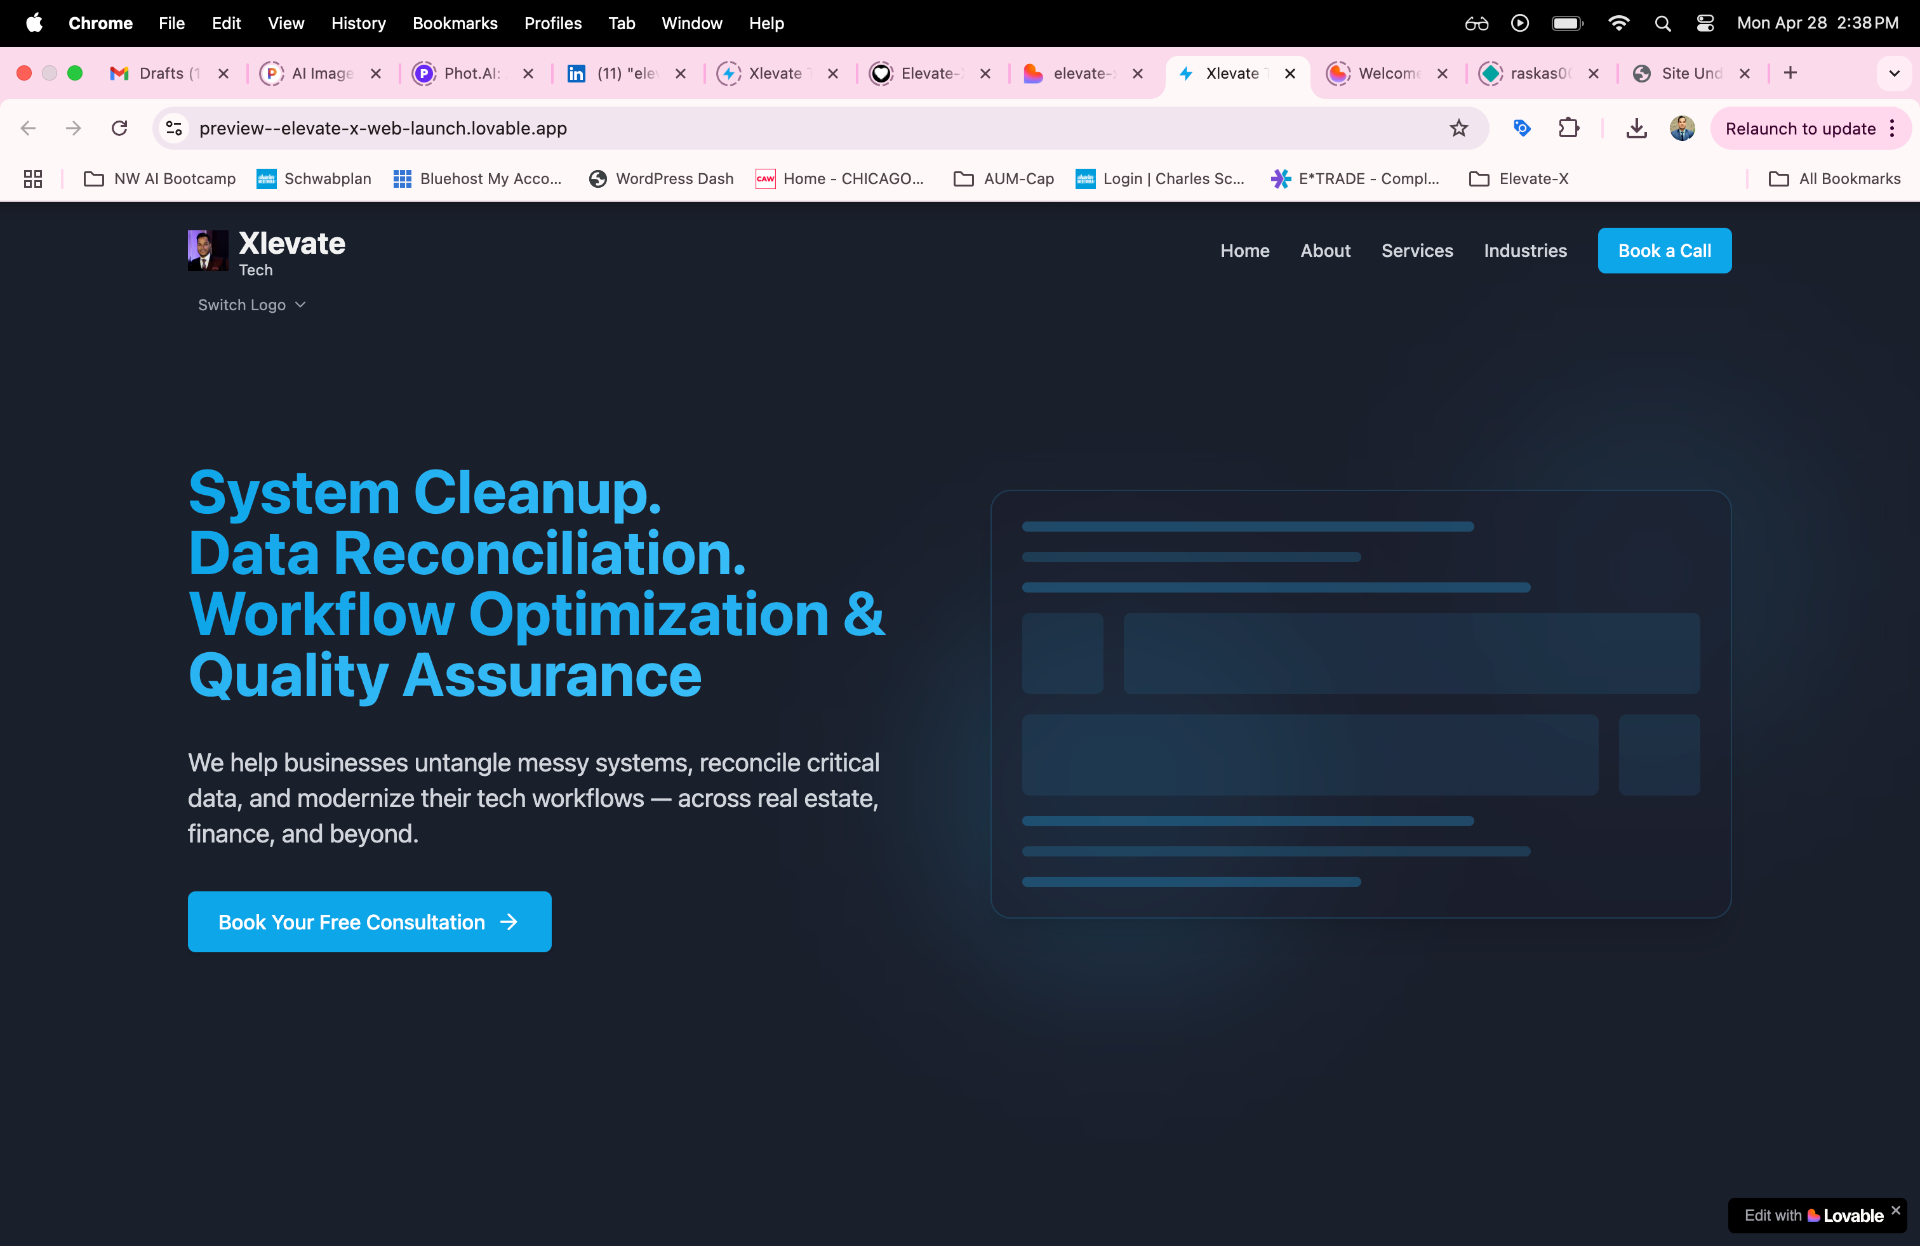 Chrome File Edit View History Bookmarks Profiles Tab Window Help Mon Apr 28 2:38 PM
Drafts (1 AI Image Phot.AI: (11) "ele Xlevate Elevate- elevate- Xlevate Welcome raskas0 Site Und
preview--elevate-x-web-launch.lovable.app Relaunch to update
NW AI Bootcamp Schwabplan Bluehost My Acco... WordPress Dash CAW Home - CHICAGO... AUM-Cap Login | Charles Sc... E*TRADE - Compl... Elevate-X All Bookmarks
Xlevate
Tech
Home About Services Industries Book a Call
Switch Logo
System Cleanup.
Data Reconciliation.
Workflow Optimization &
Quality Assurance
We help businesses untangle messy systems, reconcile critical
data, and modernize their tech workflows — across real estate,
finance, and beyond.
Book Your Free Consultation →
Edit with Lovable